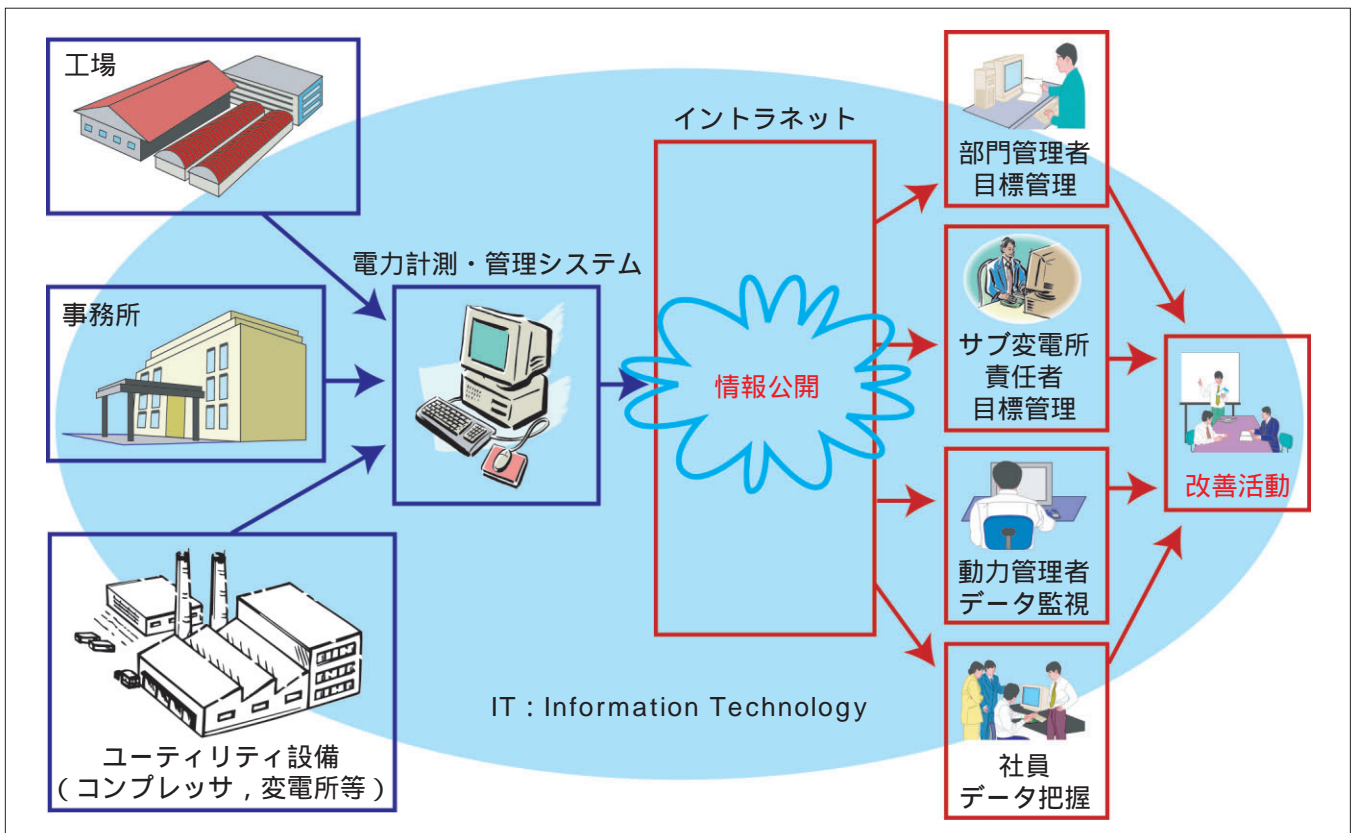 工場
事務所
ユーティリティ設備
(コンプレッサ,変電所等)
電力計測・管理システム
イントラネット
情報公開
IT:Information Technology
部門管理者
目標管理
サブ変電所
責任者
目標管理
動力管理者
データ監視
社員
データ把握
改善活動